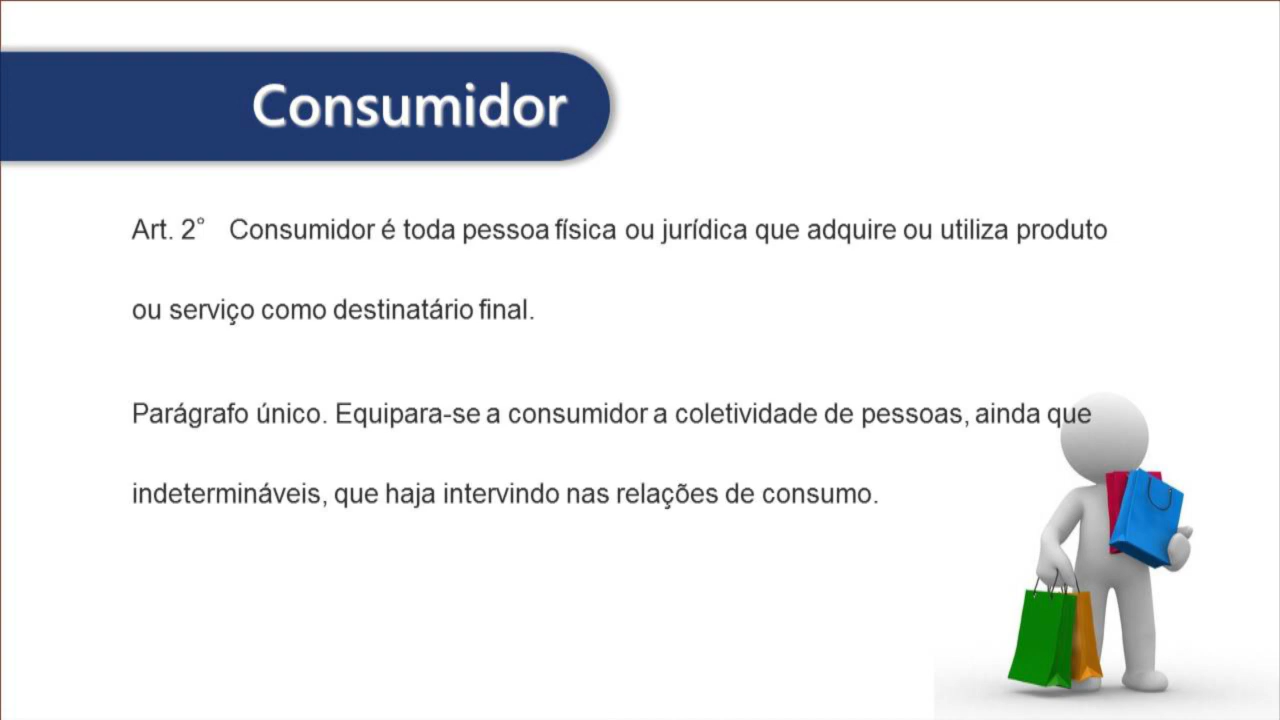 Consumidor
Art. 2° Consumidor é toda pessoa física ou jurídica que adquire ou utiliza produto
ou serviço como destinatário final.
Parágrafo único. Equipara-se a consumidor a coletividade de pessoas, ainda que
indetermináveis, que haja intervindo nas relações de consumo.